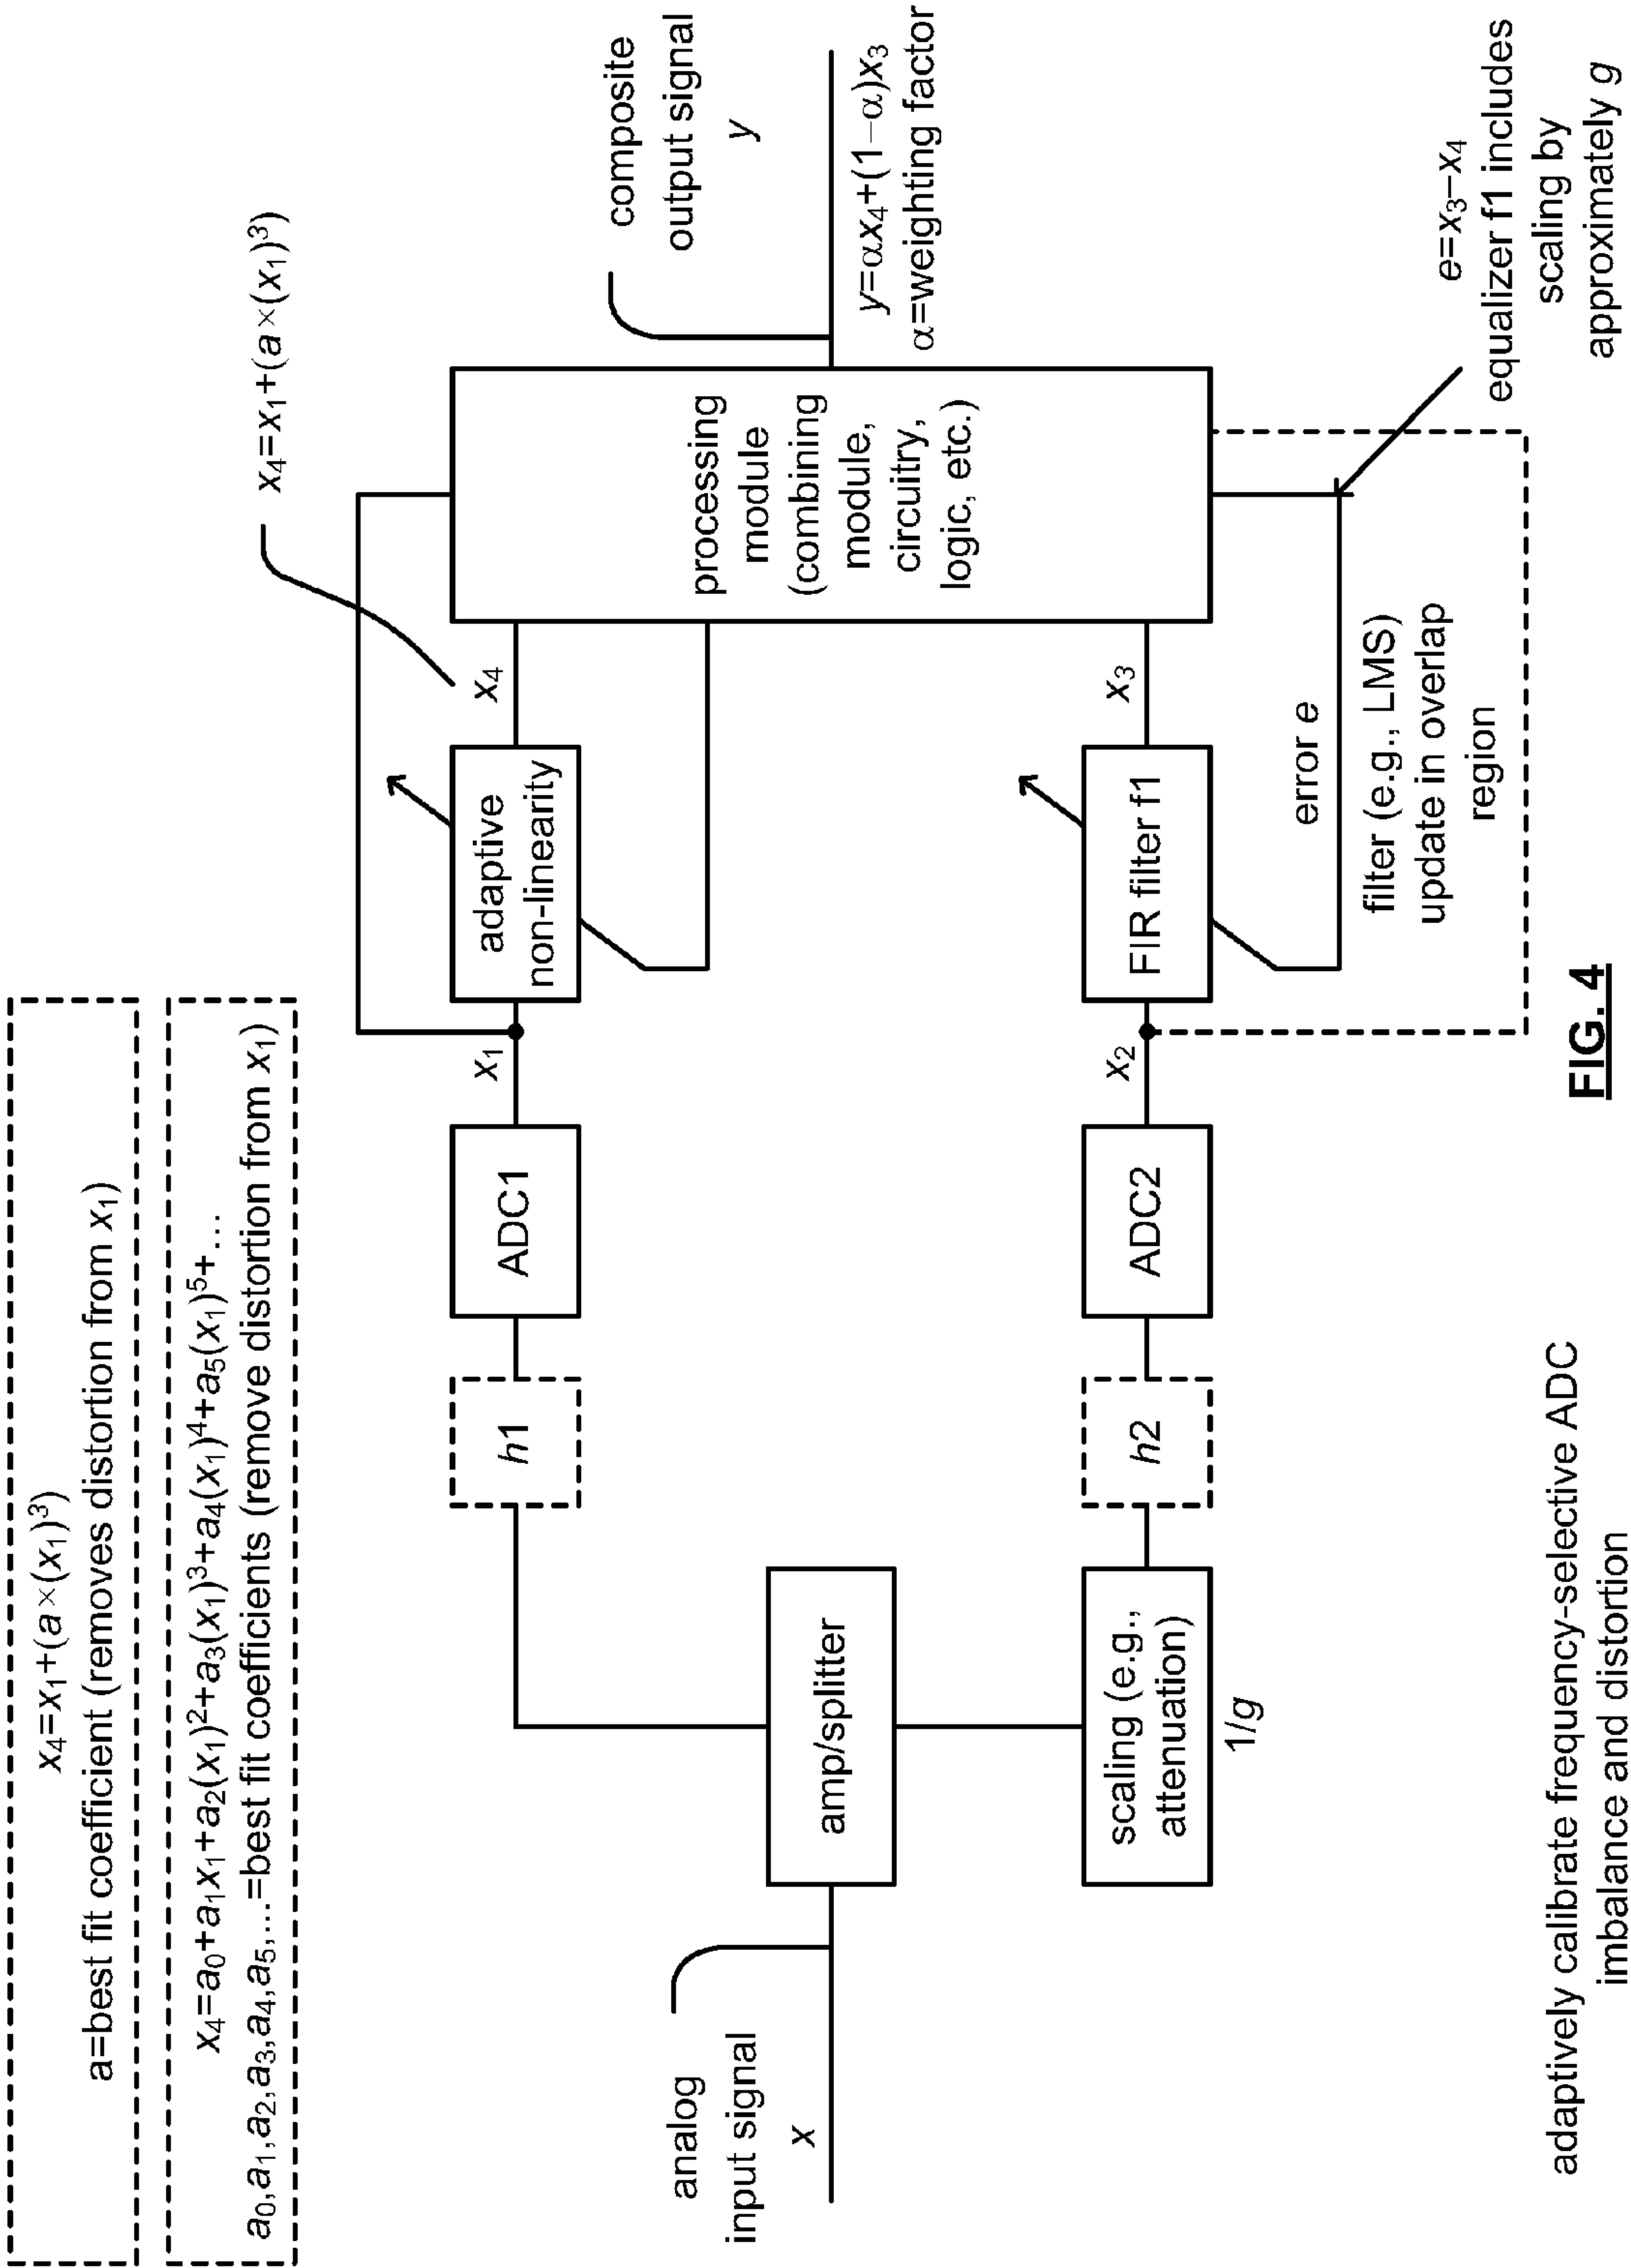 x₄=x₁+(a×(x₁)³)
a=best fit coefficient (removes distortion from x₁)
x₄=a₀+a₁x₁+a₂(x₁)²+a₃(x₁)³+a₄(x₁)⁴+a₅(x₁)⁵+…
a₀,a₁,a₂,a₃,a₄,a₅,…=best fit coefficients (remove distortion from x₁)
x₄=x₁+(a×(x₁)³)
analog
input signal
x
amp/splitter
scaling (e.g.,
attenuation)
1/g
h1
h2
ADC1
ADC2
x₁
x₂
adaptive
non-linearity
FIR filter f1
x₄
x₃
error e
filter (e.g., LMS)
update in overlap
region
processing
module
(combining
module,
circuitry,
logic, etc.)
composite
output signal
y
y=αx₄+(1−α)x₃
α=weighting factor
e=x₃−x₄
equalizer f1 includes
scaling by
approximately g
adaptively calibrate frequency-selective ADC
imbalance and distortion
FIG. 4